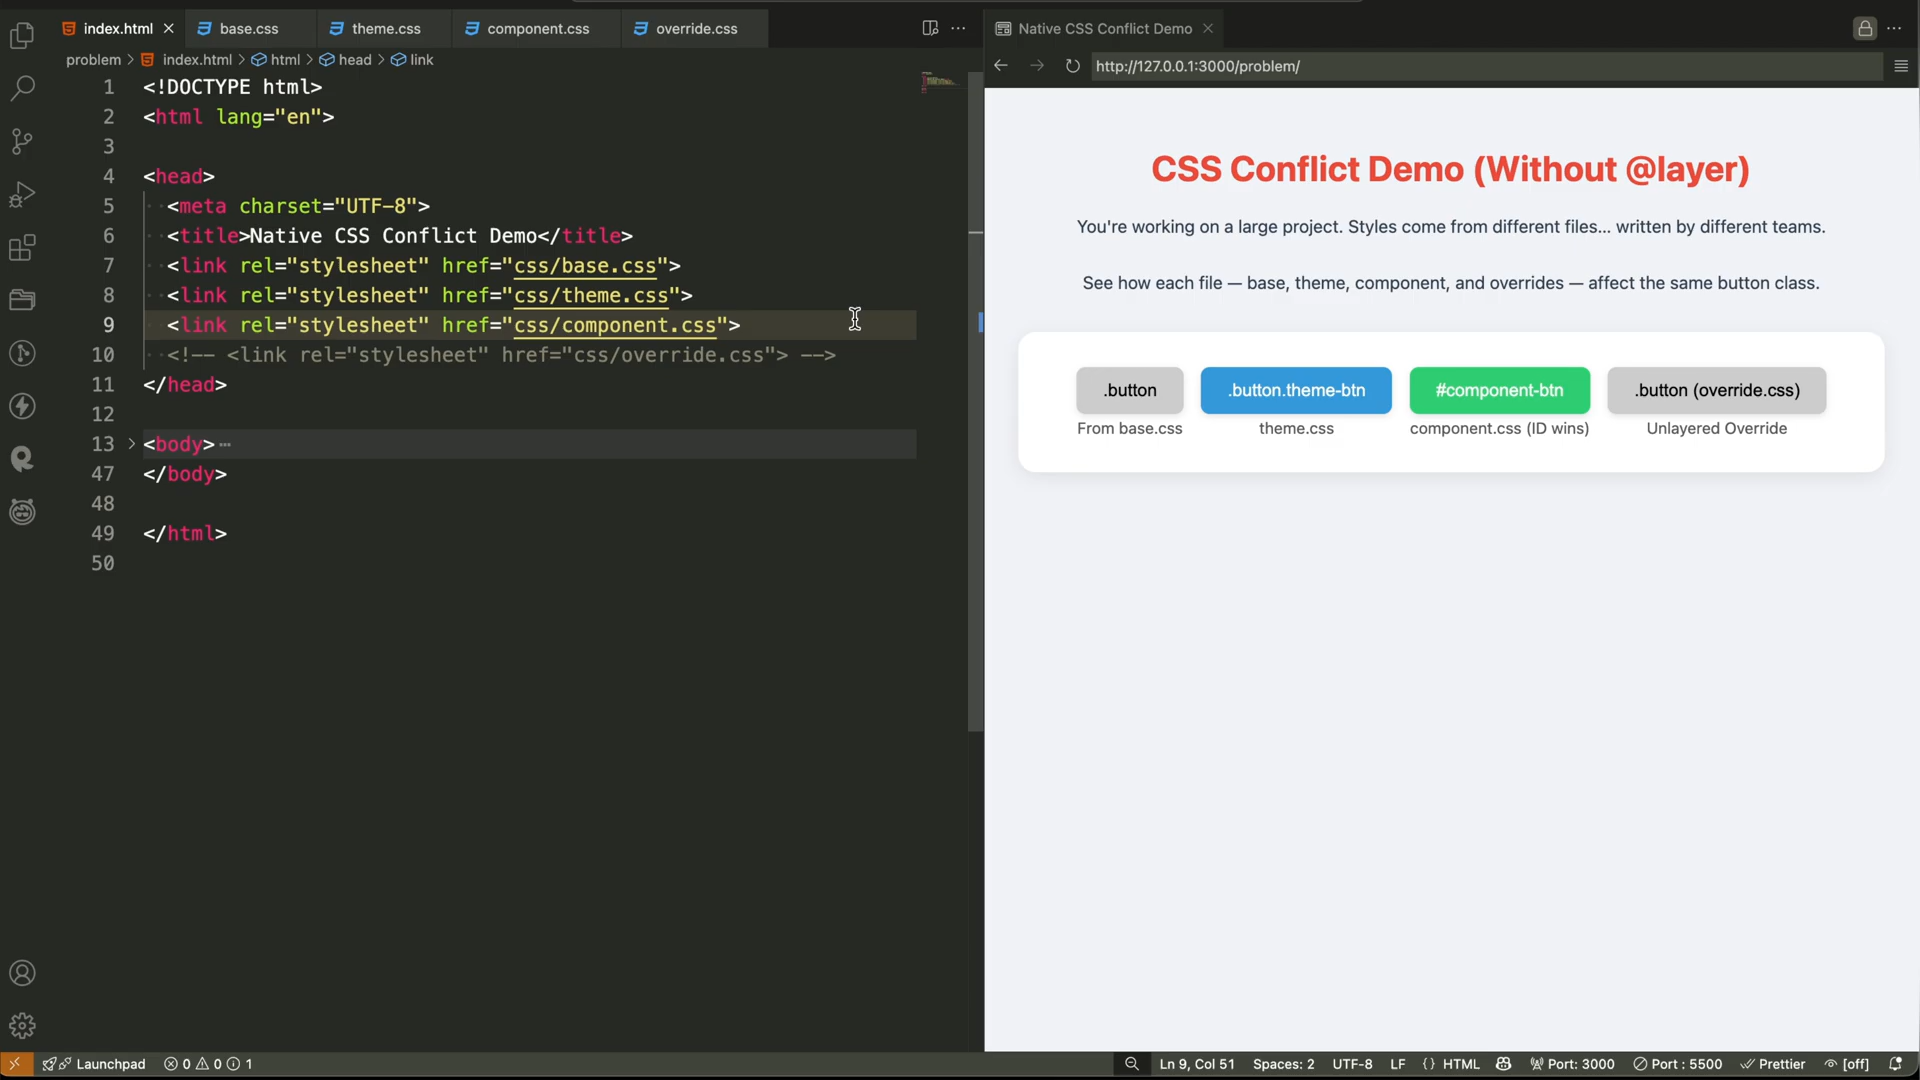 index.html
base.css
theme.css
component.css
override.css
problem > index.html > html > head > link
1 <!DOCTYPE html>
2 <html lang="en">
3
4 <head>
5 <meta charset="UTF-8">
6 <title>Native CSS Conflict Demo</title>
7 <link rel="stylesheet" href="css/base.css">
8 <link rel="stylesheet" href="css/theme.css">
9 <link rel="stylesheet" href="css/component.css">
10 <!-- <link rel="stylesheet" href="css/override.css"> -->
11 </head>
12
13 <body>
47 </body>
48
49 </html>
50
Native CSS Conflict Demo
http://127.0.0.1:3000/problem/
CSS Conflict Demo (Without @layer)
You're working on a large project. Styles come from different files... written by different teams.
See how each file — base, theme, component, and overrides — affect the same button class.
.button
.button.theme-btn
#component-btn
.button (override.css)
From base.css
theme.css
component.css (ID wins)
Unlayered Override
Launchpad 0 0 1
Ln 9, Col 51 Spaces: 2 UTF-8 LF {} HTML Port: 3000 Port : 5500 Prettier [off]